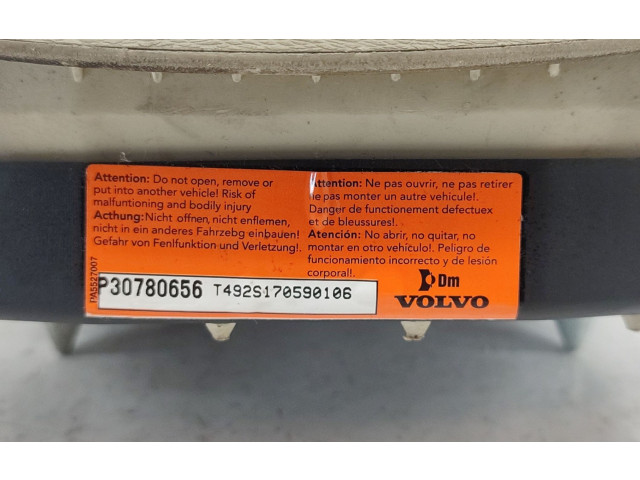 Attention: Do not open, remove or
put into another vehicle! Risk of
malfuntioning and bodily injury
Acthung: Nicht offnen, nicht enflemen,
nicht in ein anderes Fahrzebg einbauen!
Gefahr von Fenlfunktion und Verletzung!.
Attention: Ne pas ouvrir, ne pas retirer
le pas monter un autre vehicule!.
Danger de functionement defectuex
et de bleussures!.
Atención: No abrir, no quitar, no
montar en otro vehículo!. Peligro de
funcionamiento incorrecto y de lesión
corporal!.
PA5527007
P30780656 T492S170590106
Dm
VOLVO